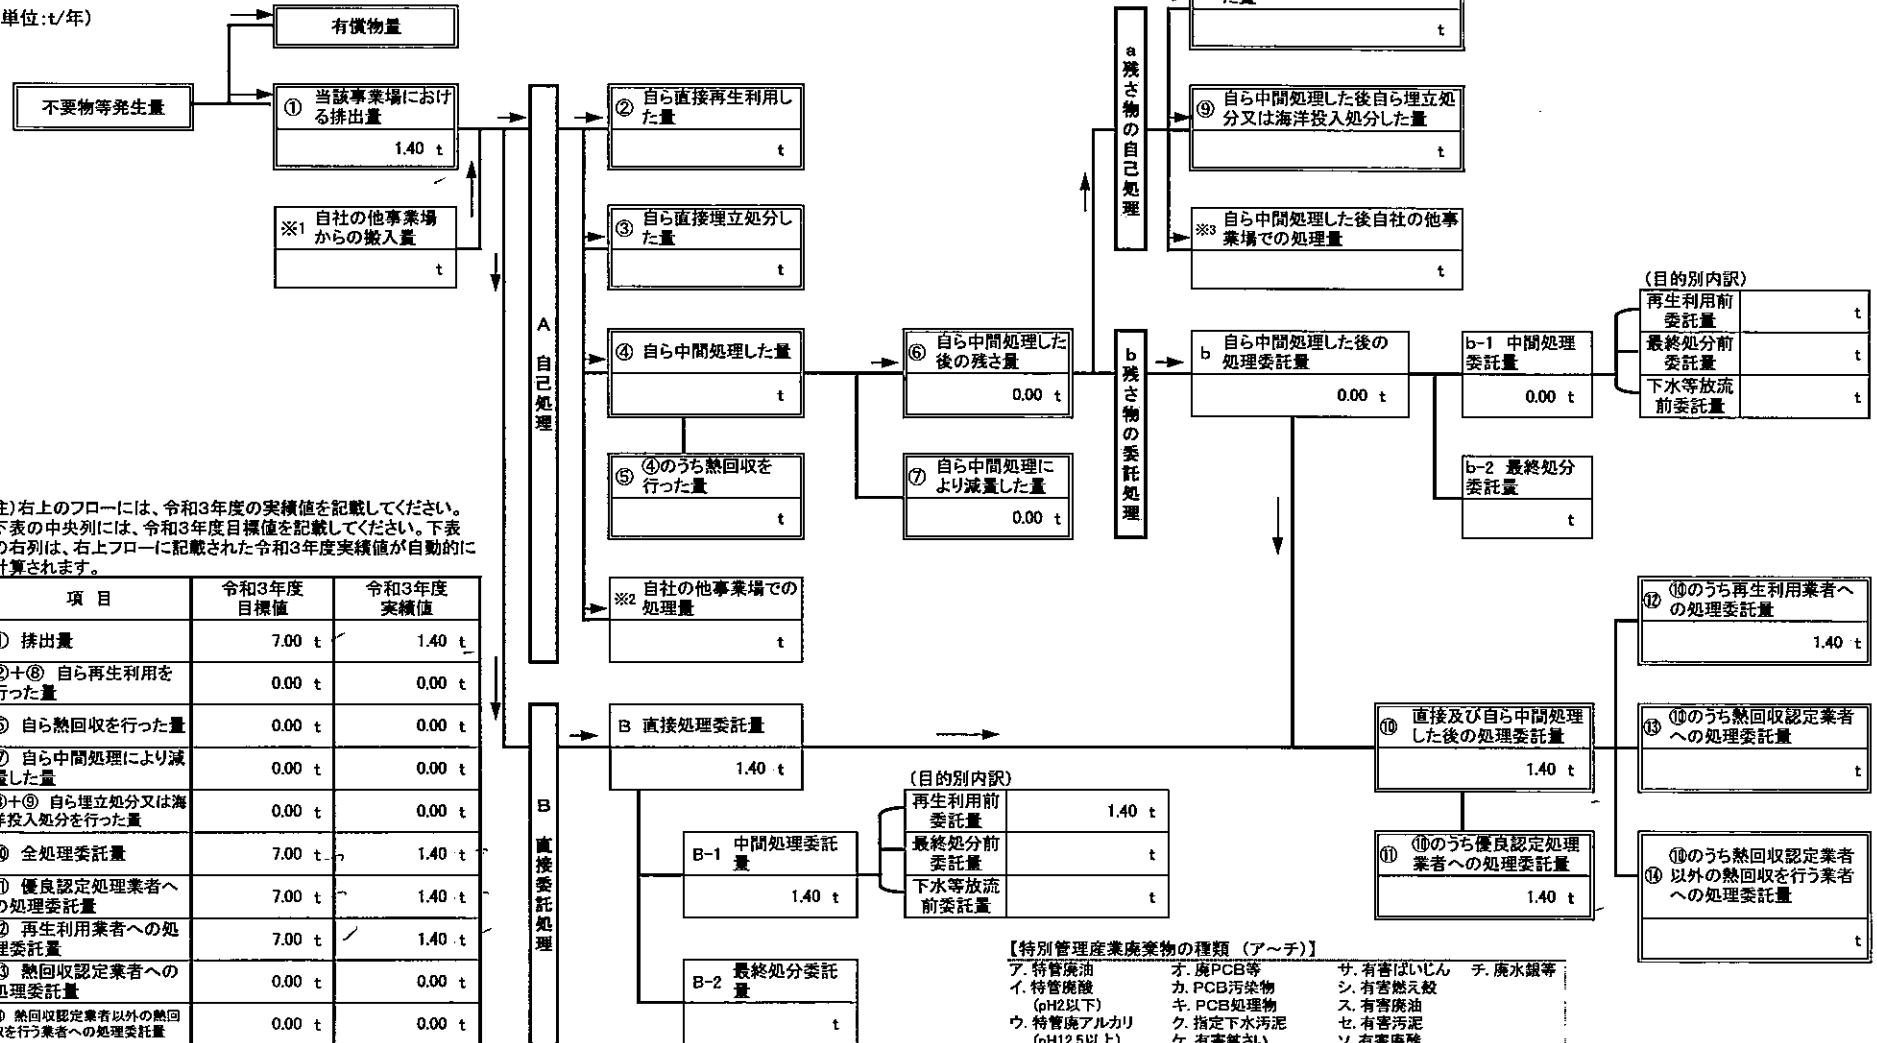 単位:t/年)
有償物量
不要物等発生量
① 当該事業場におけ
る排出量
1.40 t
※1 自社の他事業場
からの搬入量
t
A 自己処理
② 自ら直接再生利用し
た量
t
③ 自ら直接埋立処分し
た量
t
④ 自ら中間処理した量
t
⑤ ④のうち熱回収を
行った量
t
※2 自社の他事業場での
処理量
t
⑥ 自ら中間処理した
後の残さ量
0.00 t
⑦ 自ら中間処理に
より減量した量
0.00 t
a 残さ物の自己処理
た量
t
⑨ 自ら中間処理した後自ら埋立処
分又は海洋投入処分した量
t
※3 自ら中間処理した後自社の他事
業場での処理量
t
b 残さ物の委託処理
b 自ら中間処理した後の
処理委託量
0.00 t
b-1 中間処理
委託量
0.00 t
(目的別内訳)
再生利用前
委託量
t
最終処分前
委託量
t
下水等放流
前委託量
t
b-2 最終処分
委託量
t
注)右上のフローには、令和3年度の実績値を記載してください。
下表の中央列には、令和3年度目標値を記載してください。下表
の右列は、右上フローに記載された令和3年度実績値が自動的に
計算されます。
項 目 令和3年度
目標値 令和3年度
実績値
① 排出量 7.00 t 1.40 t
②+⑧ 自ら再生利用を
行った量 0.00 t 0.00 t
⑤ 自ら熱回収を行った量 0.00 t 0.00 t
⑦ 自ら中間処理により減
量した量 0.00 t 0.00 t
③+⑨ 自ら埋立処分又は海
洋投入処分を行った量 0.00 t 0.00 t
⑩ 全処理委託量 7.00 t 1.40 t
⑪ 優良認定処理業者へ
の処理委託量 7.00 t 1.40 t
⑫ 再生利用業者への処
理委託量 7.00 t 1.40 t
⑬ 熱回収認定業者への
処理委託量 0.00 t 0.00 t
⑭ 熱回収認定業者以外の熱回
収を行う業者への処理委託量 0.00 t 0.00 t
B 直接委託処理
B 直接処理委託量
1.40 t
B-1 中間処理委託
量
1.40 t
(目的別内訳)
再生利用前
委託量
1.40 t
最終処分前
委託量
t
下水等放流
前委託量
t
B-2 最終処分委託
量
t
⑩ 直接及び自ら中間処理
した後の処理委託量
1.40 t
⑪ ⑩のうち優良認定処理
業者への処理委託量
1.40 t
⑫ ⑩のうち再生利用業者へ
の処理委託量
1.40 t
⑬ ⑩のうち熱回収認定業者
への処理委託量
t
⑭ ⑩のうち熱回収認定業者
以外の熱回収を行う業者
への処理委託量
t
【特別管理産業廃棄物の種類 (ア~チ)】
ア. 特管廃油 オ. 廃PCB等 サ. 有害ばいじん チ. 廃水銀等
イ. 特管廃酸 カ. PCB汚染物 シ. 有害燃え殻
(pH2以下) キ. PCB処理物 ス. 有害廃油
ウ. 特管廃アルカリ ク. 指定下水汚泥 セ. 有害汚泥
(pH12.5以上) ケ. 有害鉱さい ソ. 有害廃酸